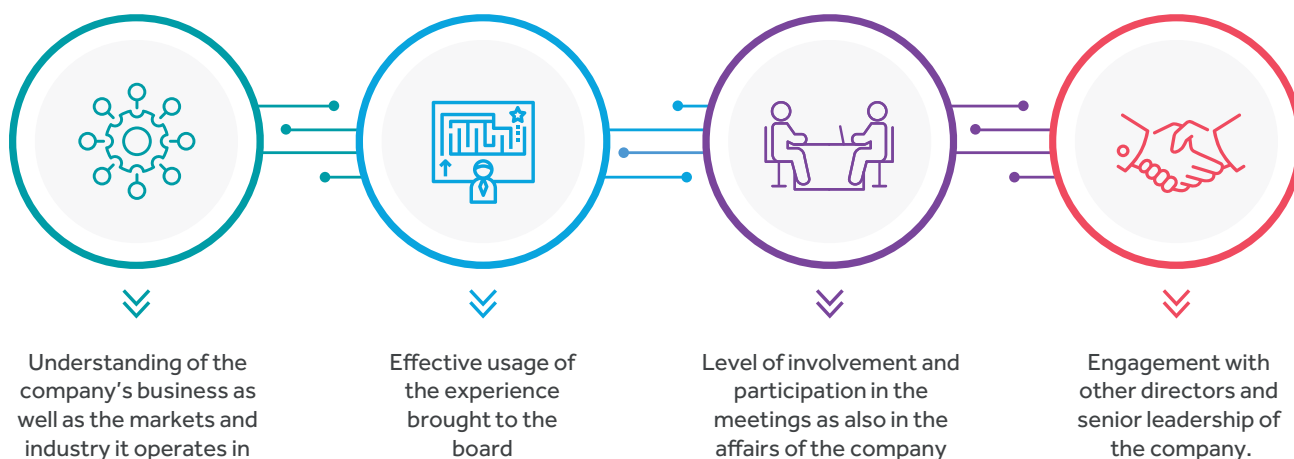 Understanding of the
company's business as
well as the markets and
industry it operates in
Effective usage of
the experience
brought to the
board
Level of involvement and
participation in the
meetings as also in the
affairs of the company
Engagement with
other directors and
senior leadership of
the company.